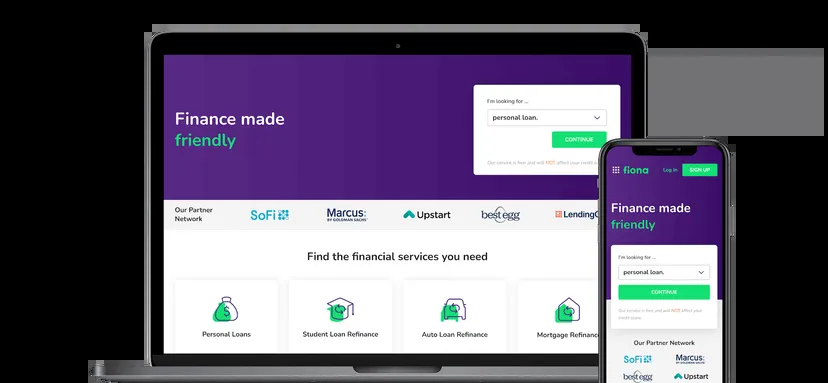 Finance made
friendly
I'm looking for ...
personal loan.
CONTINUE
Our service is free and will NOT affect your credit s
Our Partner
Network
SoFi
Marcus:
BY GOLDMAN SACHS
Upstart
best egg
LendingC
Find the financial services you need
Personal Loans
Student Loan Refinance
Auto Loan Refinance
Mortgage Refinance
fiona
Log In
SIGN UP
Finance made
friendly
I'm looking for ...
personal loan.
CONTINUE
Our service is free and will NOT affect your
credit score.
Our Partner Network
SoFi
Marcus:
BY GOLDMAN SACHS
best egg
Upstart